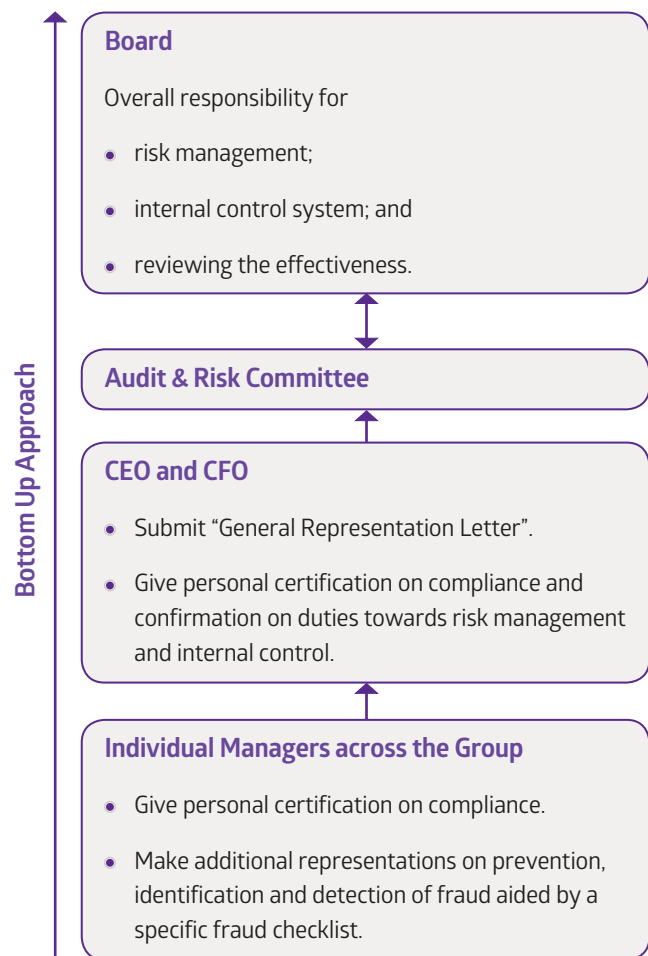 Bottom Up Approach
Board
Overall responsibility for
• risk management;
• internal control system; and
• reviewing the effectiveness.
Audit & Risk Committee
CEO and CFO
• Submit “General Representation Letter”.
• Give personal certification on compliance and
confirmation on duties towards risk management
and internal control.
Individual Managers across the Group
• Give personal certification on compliance.
• Make additional representations on prevention,
identification and detection of fraud aided by a
specific fraud checklist.